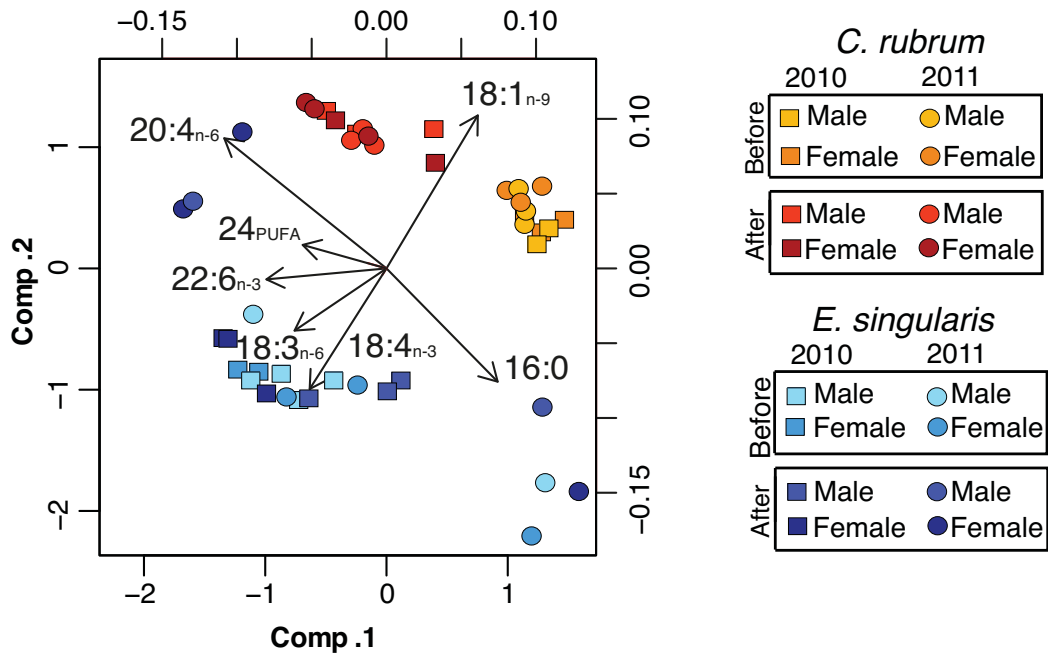 −0.15 0.00 0.10
18:1n-9
20:4n-6
24PUFA
22:6n-3
18:3n-6
18:4n-3
16:0
1
0
−1
−2
Comp .2
0.10
0.00
−0.15
−2 −1 0 1
Comp .1
C. rubrum
2010 2011
Before
Male Male
Female Female
After
Male Male
Female Female
E. singularis
2010 2011
Before
Male Male
Female Female
After
Male Male
Female Female